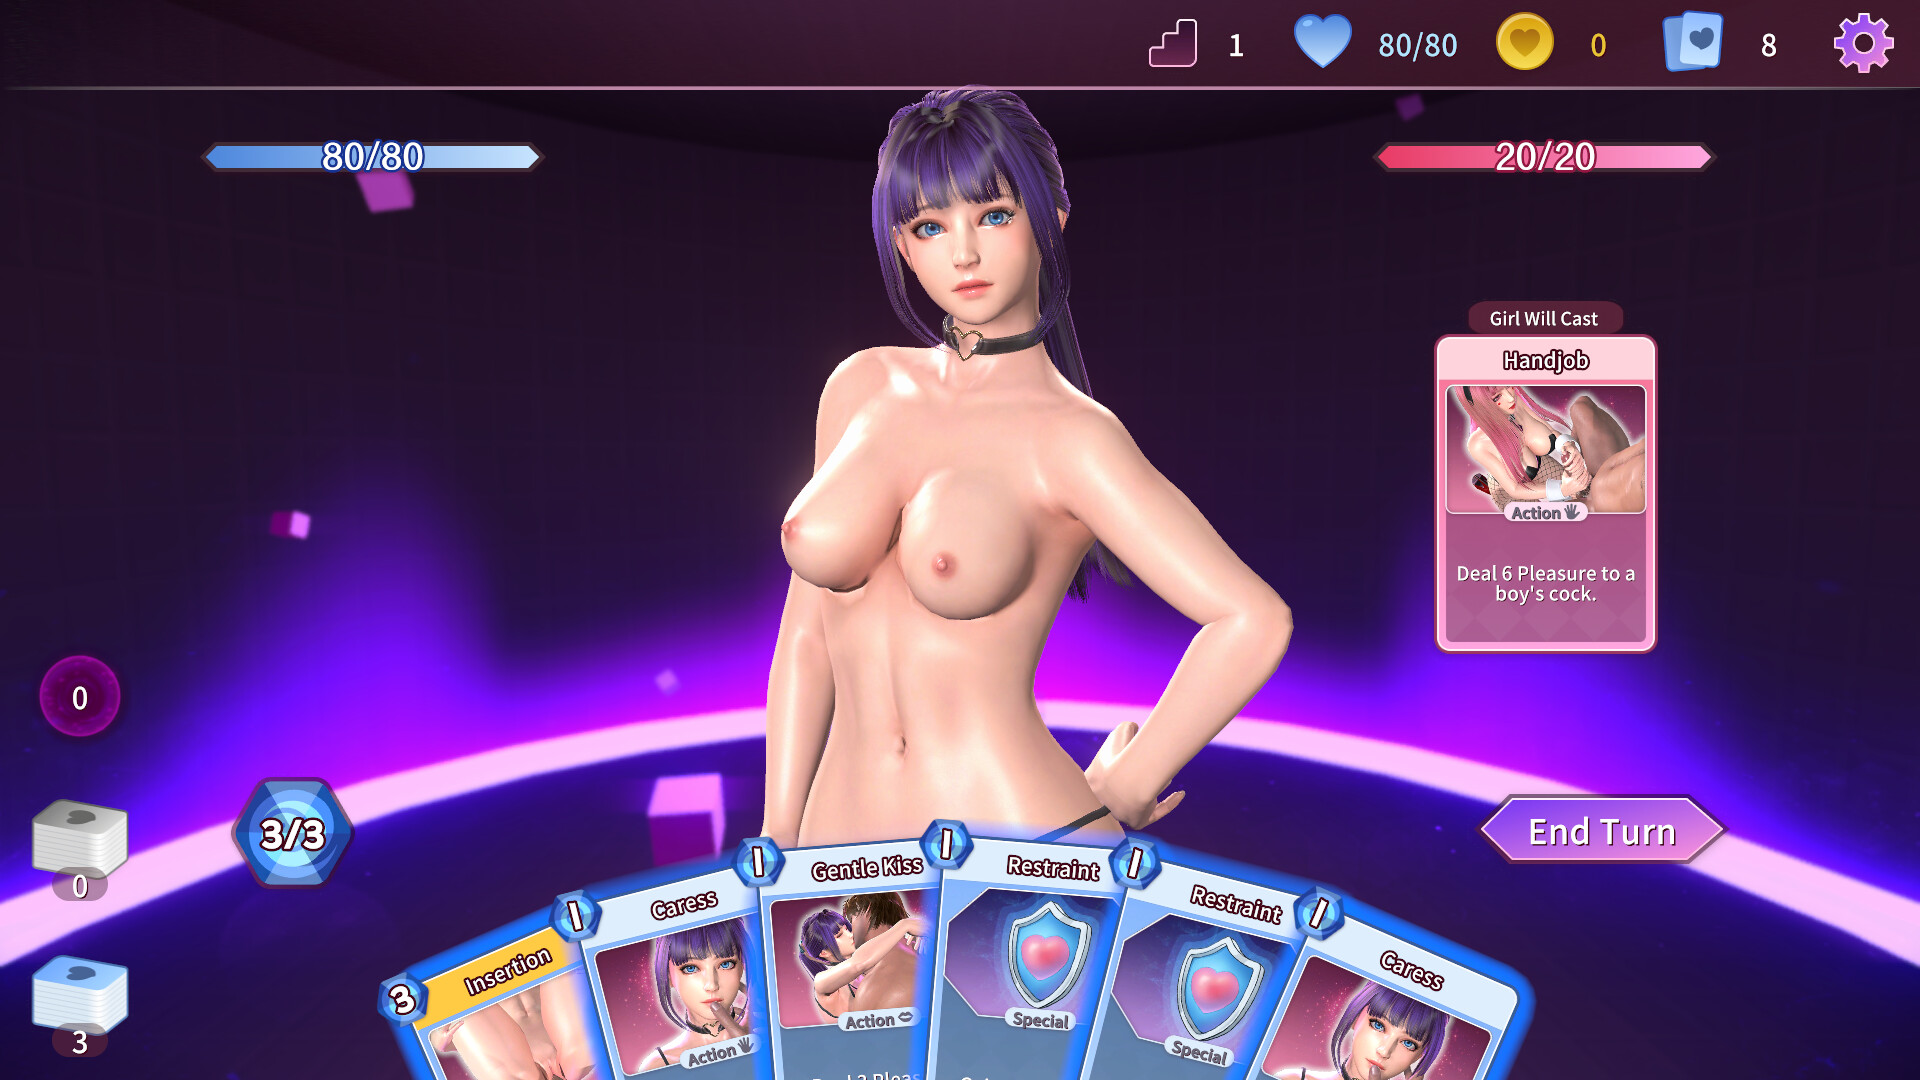 1
80/80
0
8
80/80
20/20
Girl Will Cast
Handjob
Action
Deal 6 Pleasure to a
boy's cock.
0
3/3
0
3
End Turn
3
Insertion
1
Caress
Action
1
Gentle Kiss
Action
1
Restraint
Special
1
Restraint
Special
1
Caress